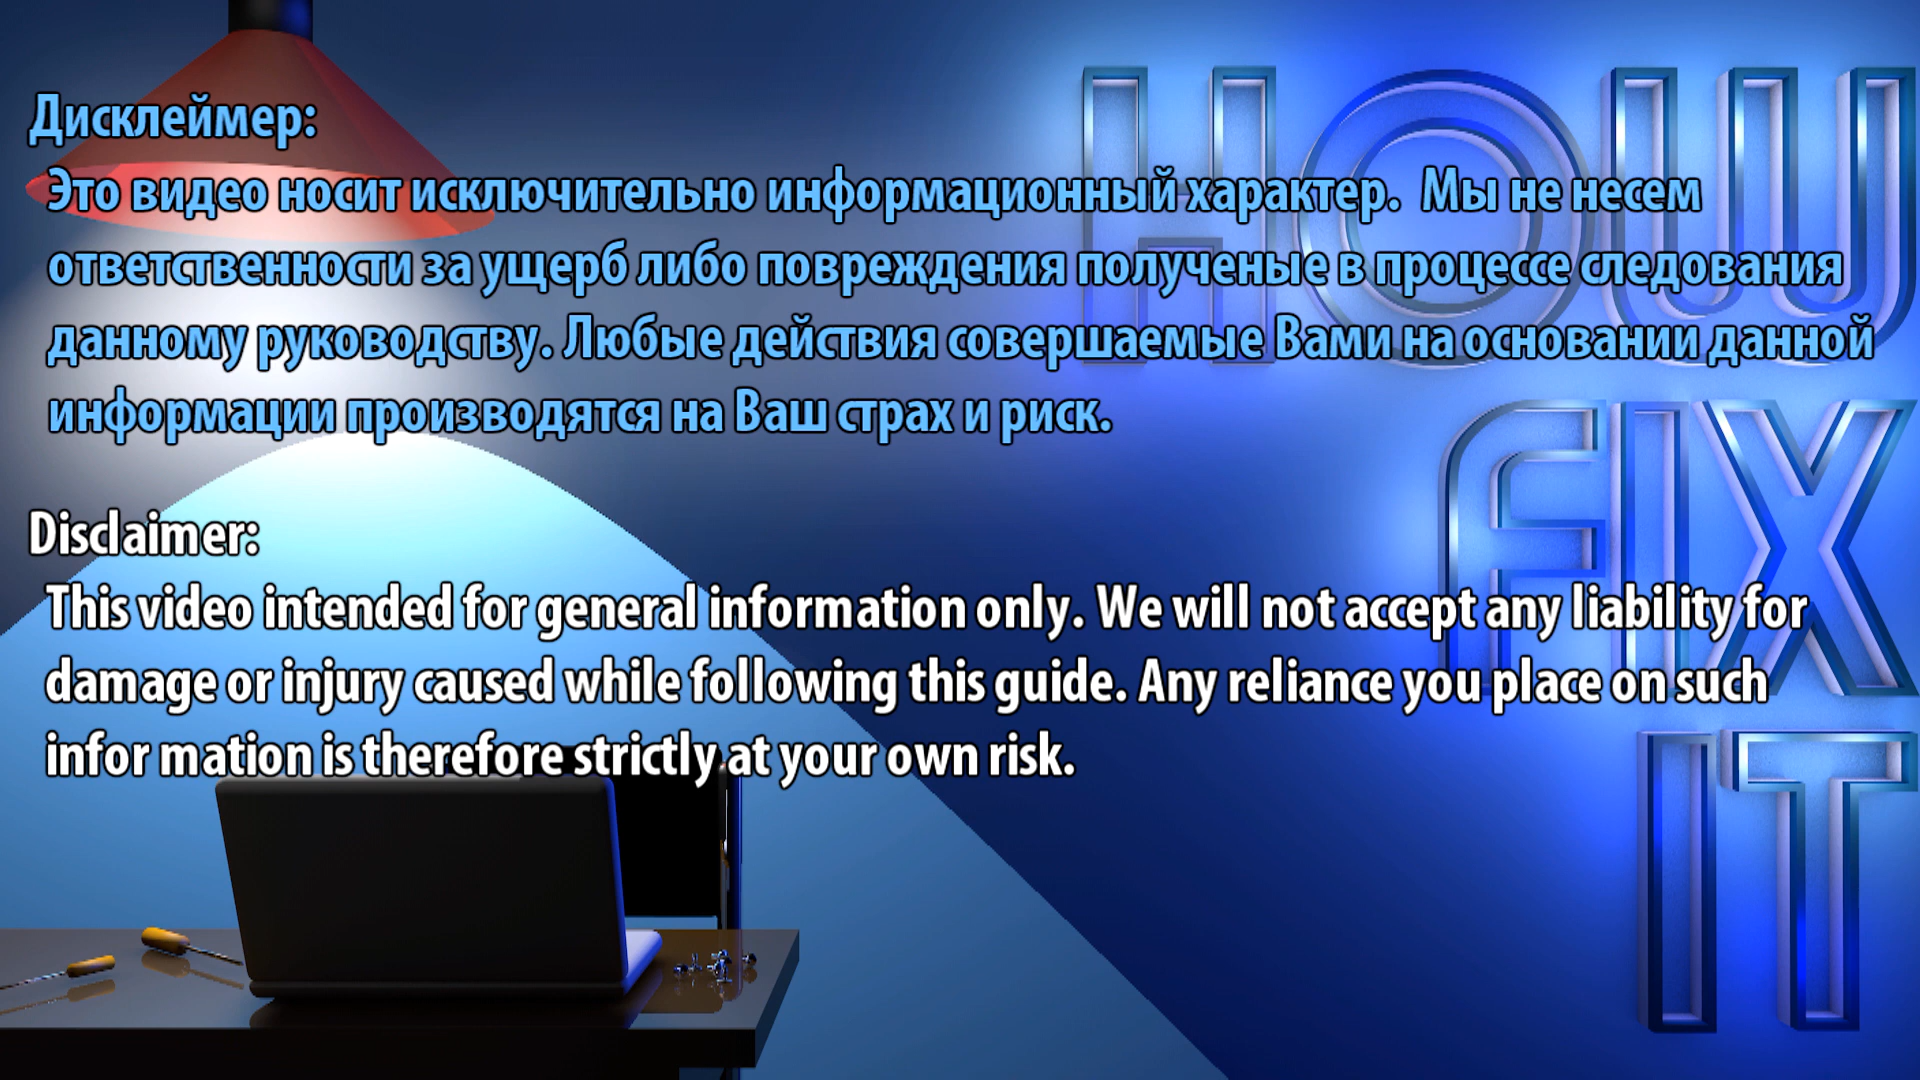 Дисклеймер:
Это видео носит исключительно информационный характер. Мы не несем
ответственности за ущерб либо повреждения полученые в процессе следования
данному руководству. Любые действия совершаемые Вами на основании данной
информации производятся на Ваш страх и риск.
Disclaimer:
This video intended for general information only. We will not accept any liability for
damage or injury caused while following this guide. Any reliance you place on such
infor mation is therefore strictly at your own risk.
HOW
FIX
IT